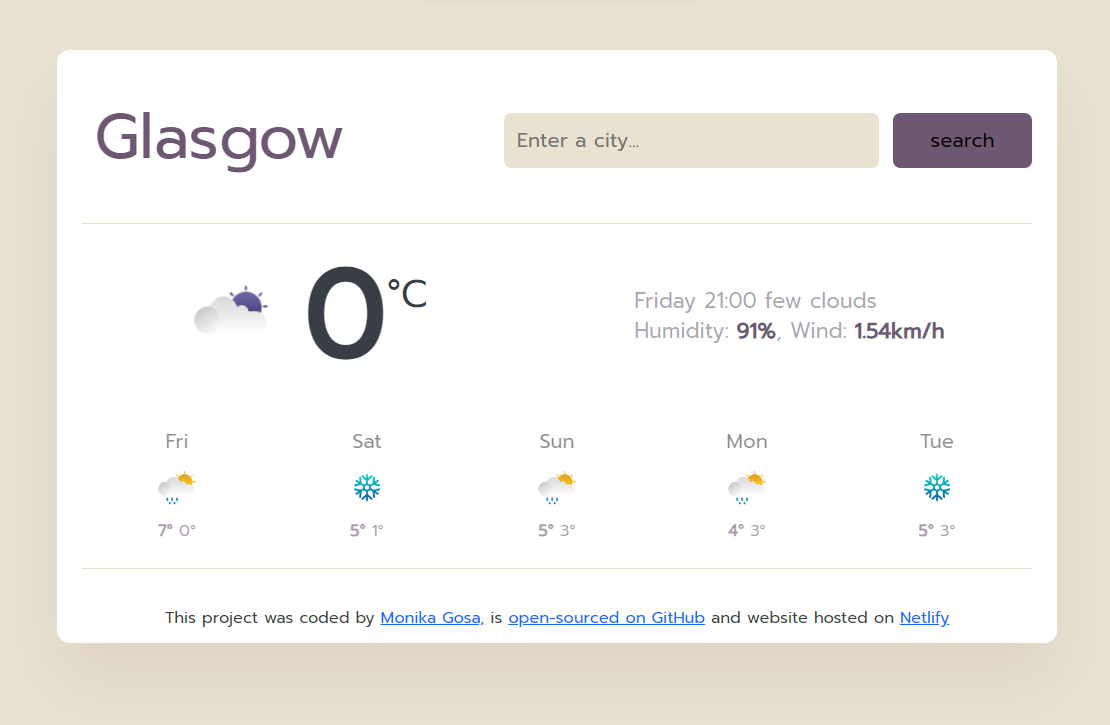 Glasgow
Enter a city...
search
0°C
Friday 21:00 few clouds
Humidity: 91%, Wind: 1.54km/h
Fri Sat Sun Mon Tue
7° 0° 5° 1° 5° 3° 4° 3° 5° 3°
This project was coded by Monika Gosa, is open-sourced on GitHub and website hosted on Netlify